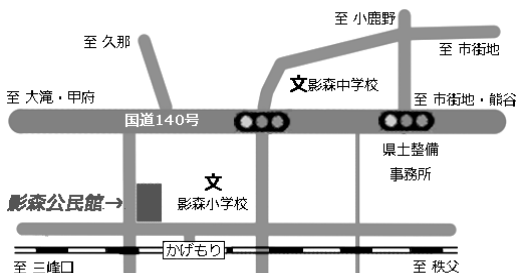 至 小鹿野
至 久那
至 市街地
文影森中学校
至 大滝・甲府
至 市街地・熊谷
国道140号
県土整備
事務所
文
影森公民館→
影森小学校
かげもり
至 三峰口
至 秩父